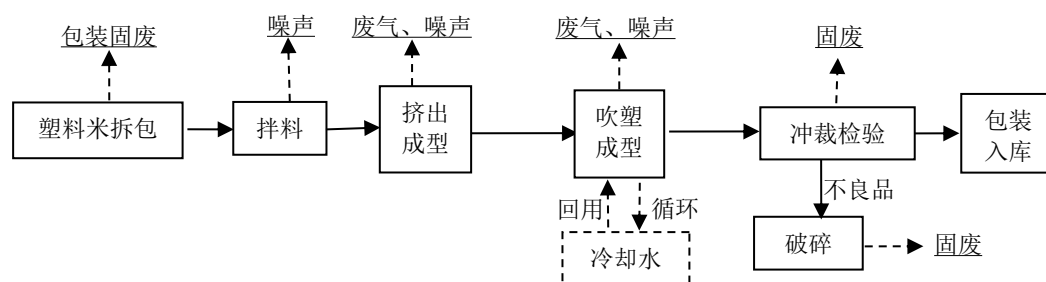 包装固废
噪声
废气、噪声
废气、噪声
固废
塑料米拆包
拌料
挤出
成型
吹塑
成型
冲裁检验
包装
入库
回用
循环
不良品
冷却水
破碎
固废